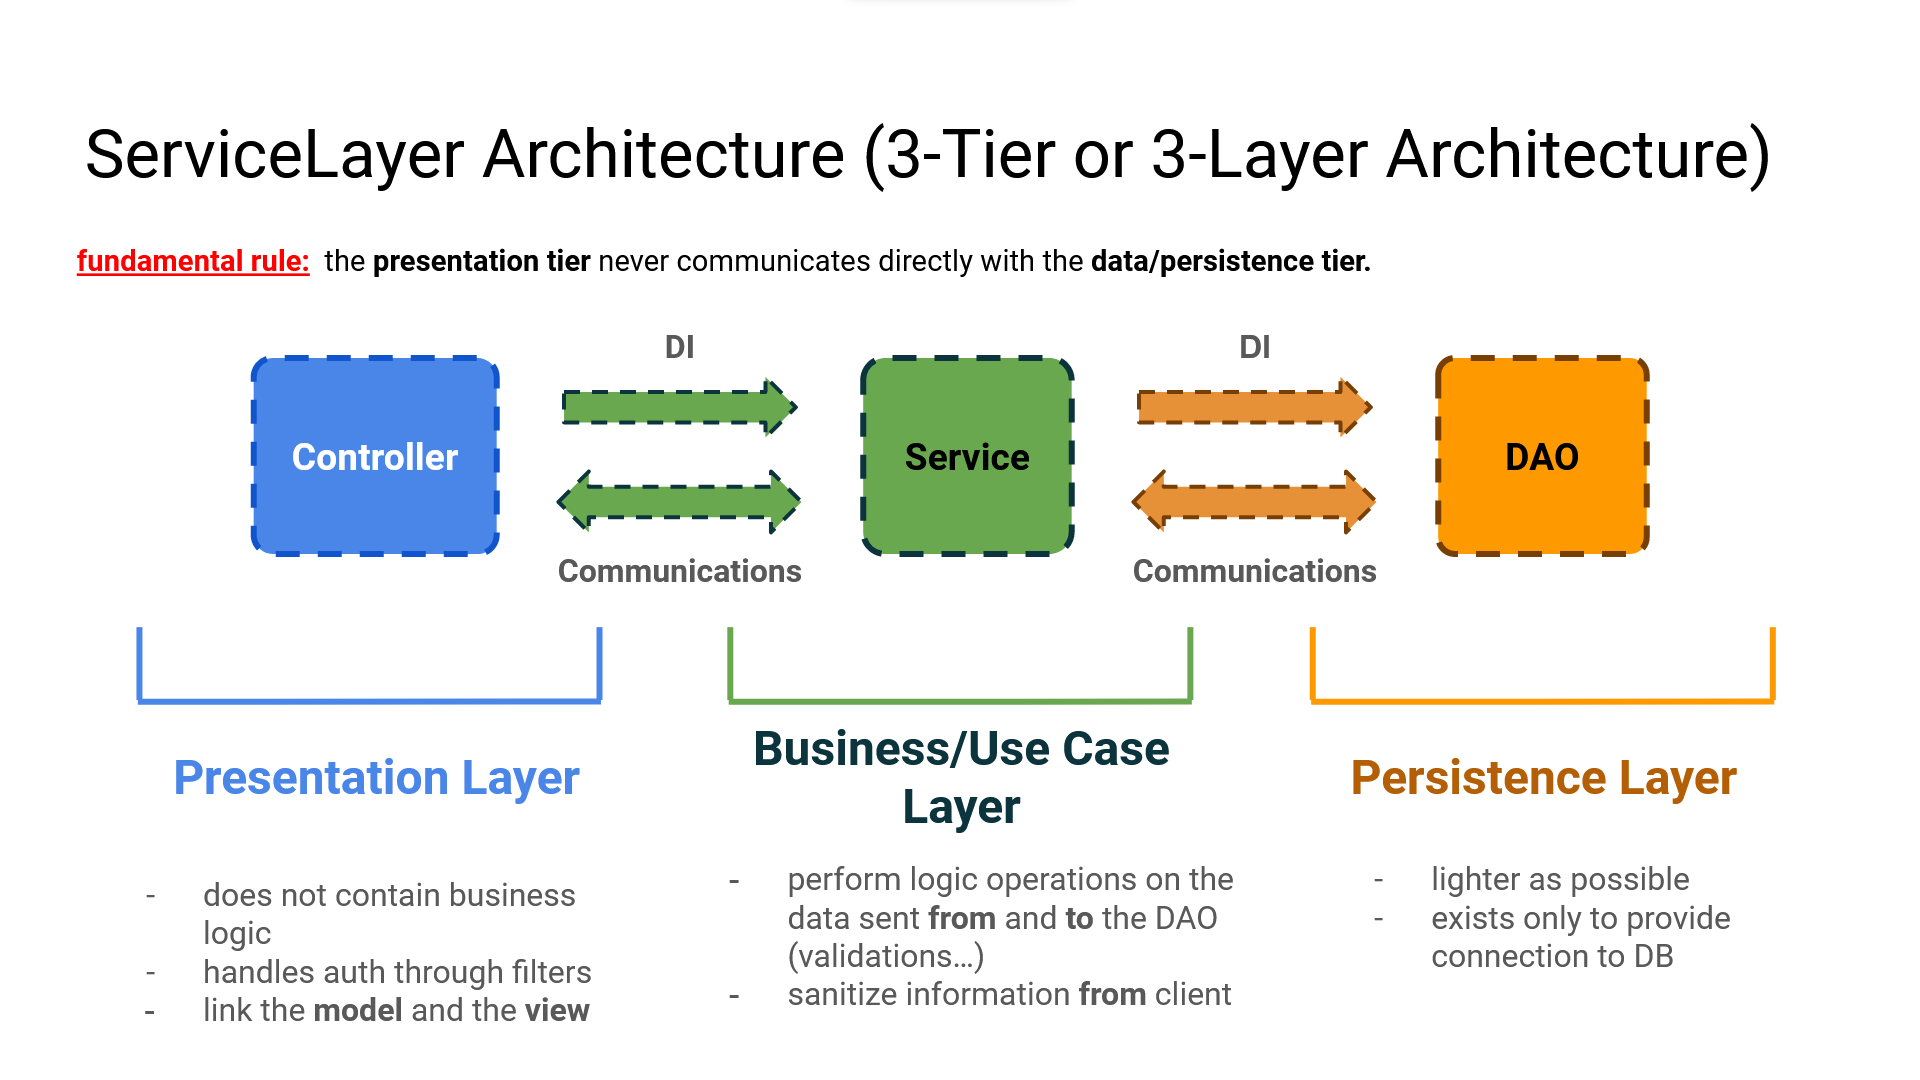 ServiceLayer Architecture (3-Tier or 3-Layer Architecture)
fundamental rule: the presentation tier never communicates directly with the data/persistence tier.
DI
DI
Controller
Service
DAO
Communications
Communications
Presentation Layer
- does not contain business
logic
- handles auth through filters
- link the model and the view
Business/Use Case
Layer
- perform logic operations on the
data sent from and to the DAO
(validations...)
- sanitize information from client
Persistence Layer
- lighter as possible
- exists only to provide
connection to DB